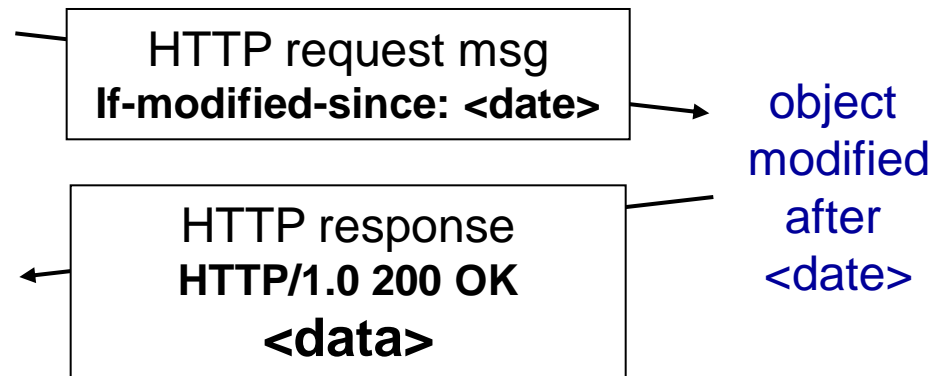 HTTP request msg
If-modified-since: <date>
object
modified
after
<date>
HTTP response
HTTP/1.0 200 OK
<data>